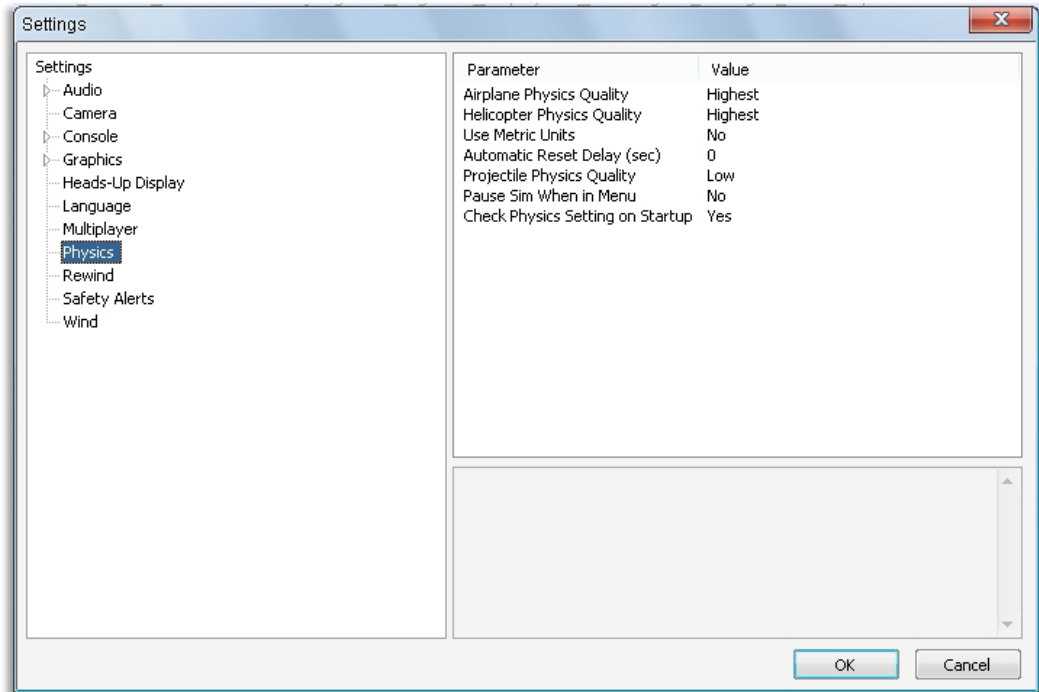 Settings
Settings
Audio
Camera
Console
Graphics
Heads-Up Display
Language
Multiplayer
Physics
Rewind
Safety Alerts
Wind
Parameter Value
Airplane Physics Quality Highest
Helicopter Physics Quality Highest
Use Metric Units No
Automatic Reset Delay (sec) 0
Projectile Physics Quality Low
Pause Sim When in Menu No
Check Physics Setting on Startup Yes
OK Cancel